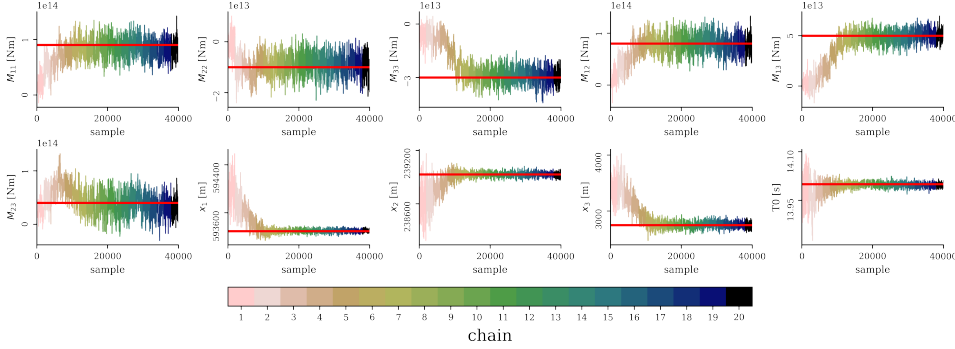 1e14 1e13 1e13 1e14 1e13
M11 [Nm] 1 0 0 20000 40000 sample
M22 [Nm] 0 −2 0 20000 40000 sample
M33 [Nm] 0 −3 0 20000 40000 sample
M12 [Nm] 1 0 0 20000 40000 sample
M13 [Nm] 5 0 0 20000 40000 sample
1e14
M23 [Nm] 1 0 0 20000 40000 sample
x1 [m] 594400 593600 0 20000 40000 sample
x2 [m] 239200 238600 0 20000 40000 sample
x3 [m] 4000 3000 0 20000 40000 sample
T0 [s] 14.10 13.95 0 20000 40000 sample
1 2 3 4 5 6 7 8 9 10 11 12 13 14 15 16 17 18 19 20
chain